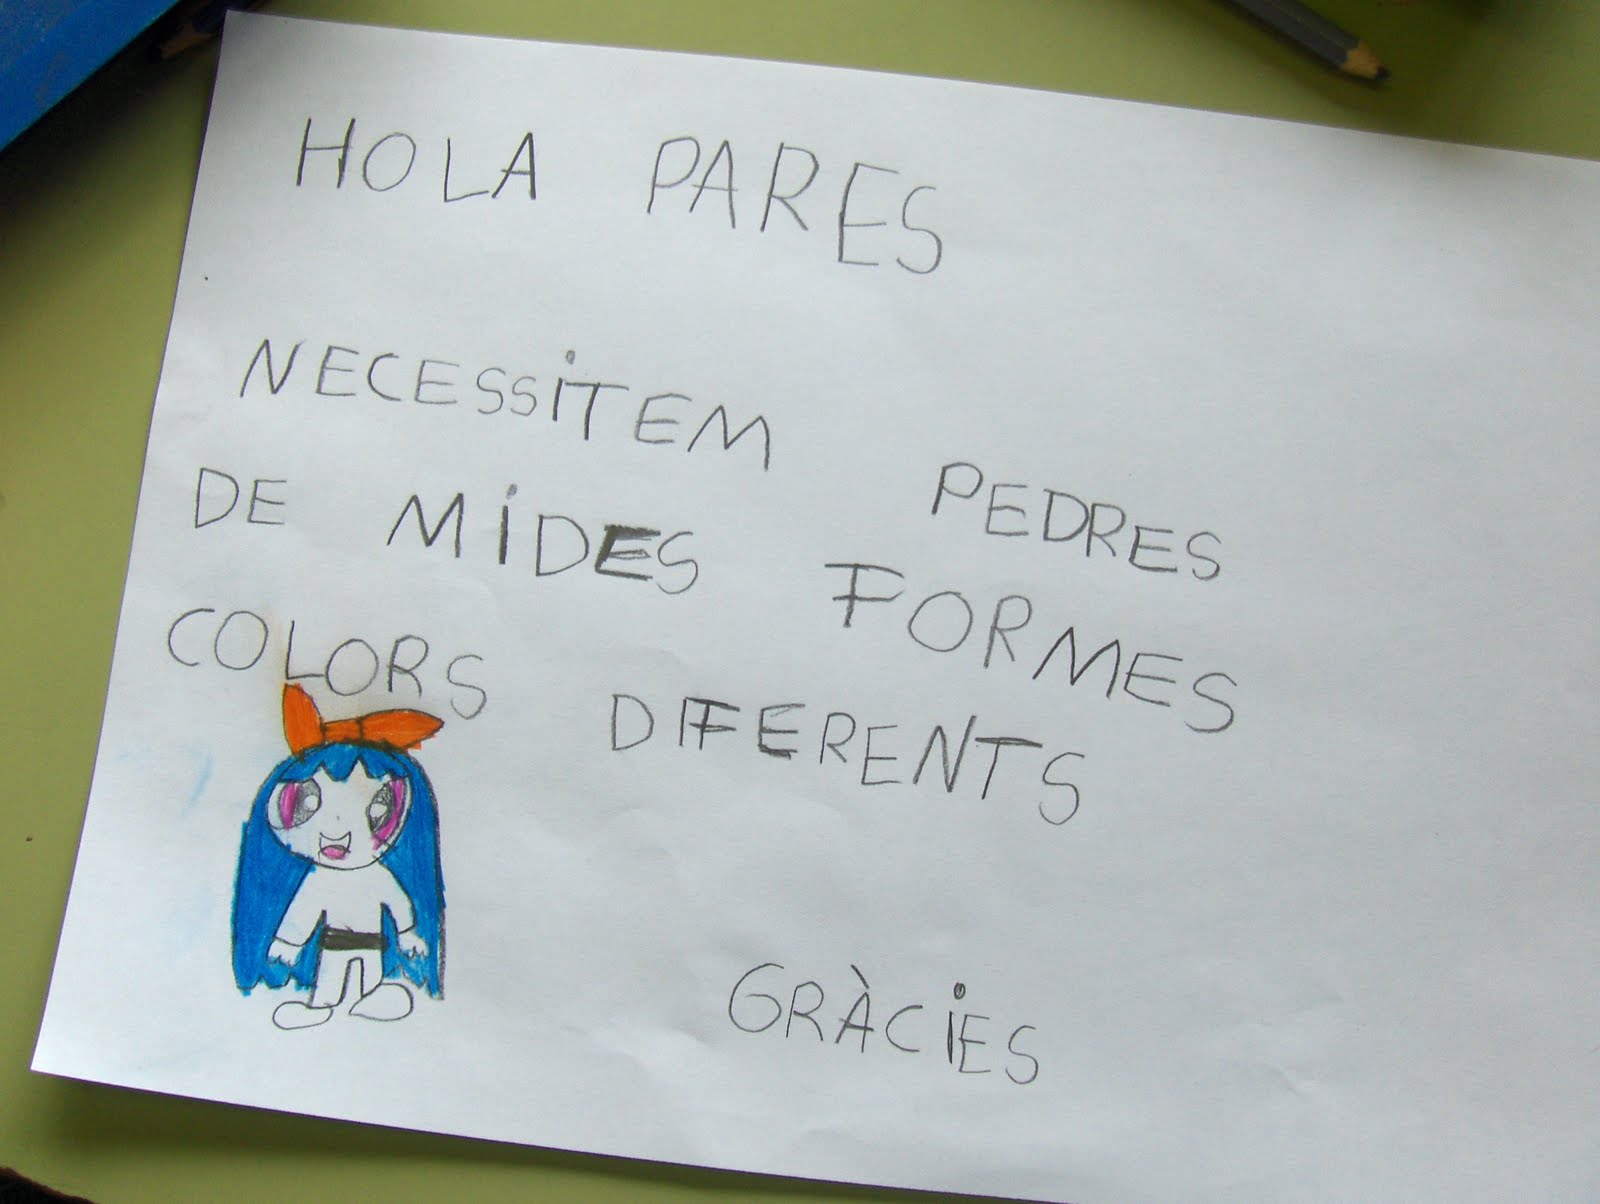 HOLA PARES
NECESSITEM PEDRES
DE MIDES FORMES
COLORS DIFERENTS
GRÀCIES